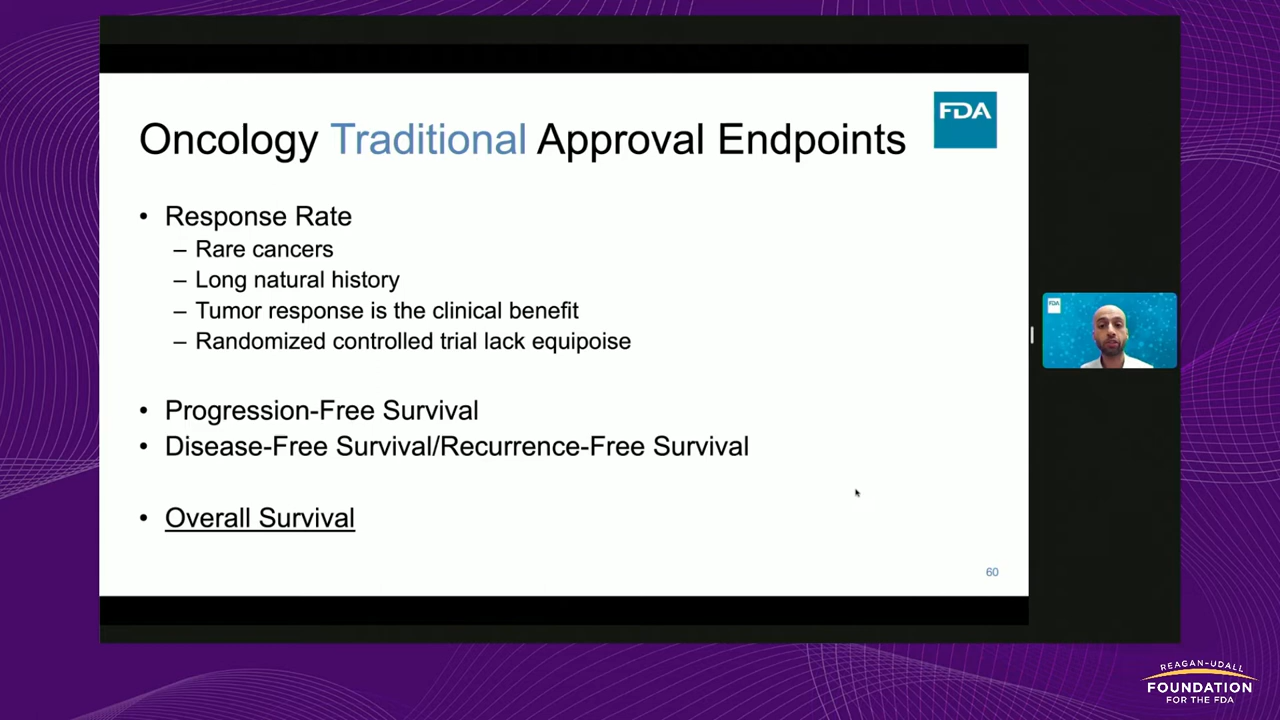 FDA
Oncology Traditional Approval Endpoints
• Response Rate
– Rare cancers
– Long natural history
– Tumor response is the clinical benefit
– Randomized controlled trial lack equipoise
• Progression-Free Survival
• Disease-Free Survival/Recurrence-Free Survival
• Overall Survival
60
FDA
REAGAN-UDALL
FOUNDATION
FOR THE FDA